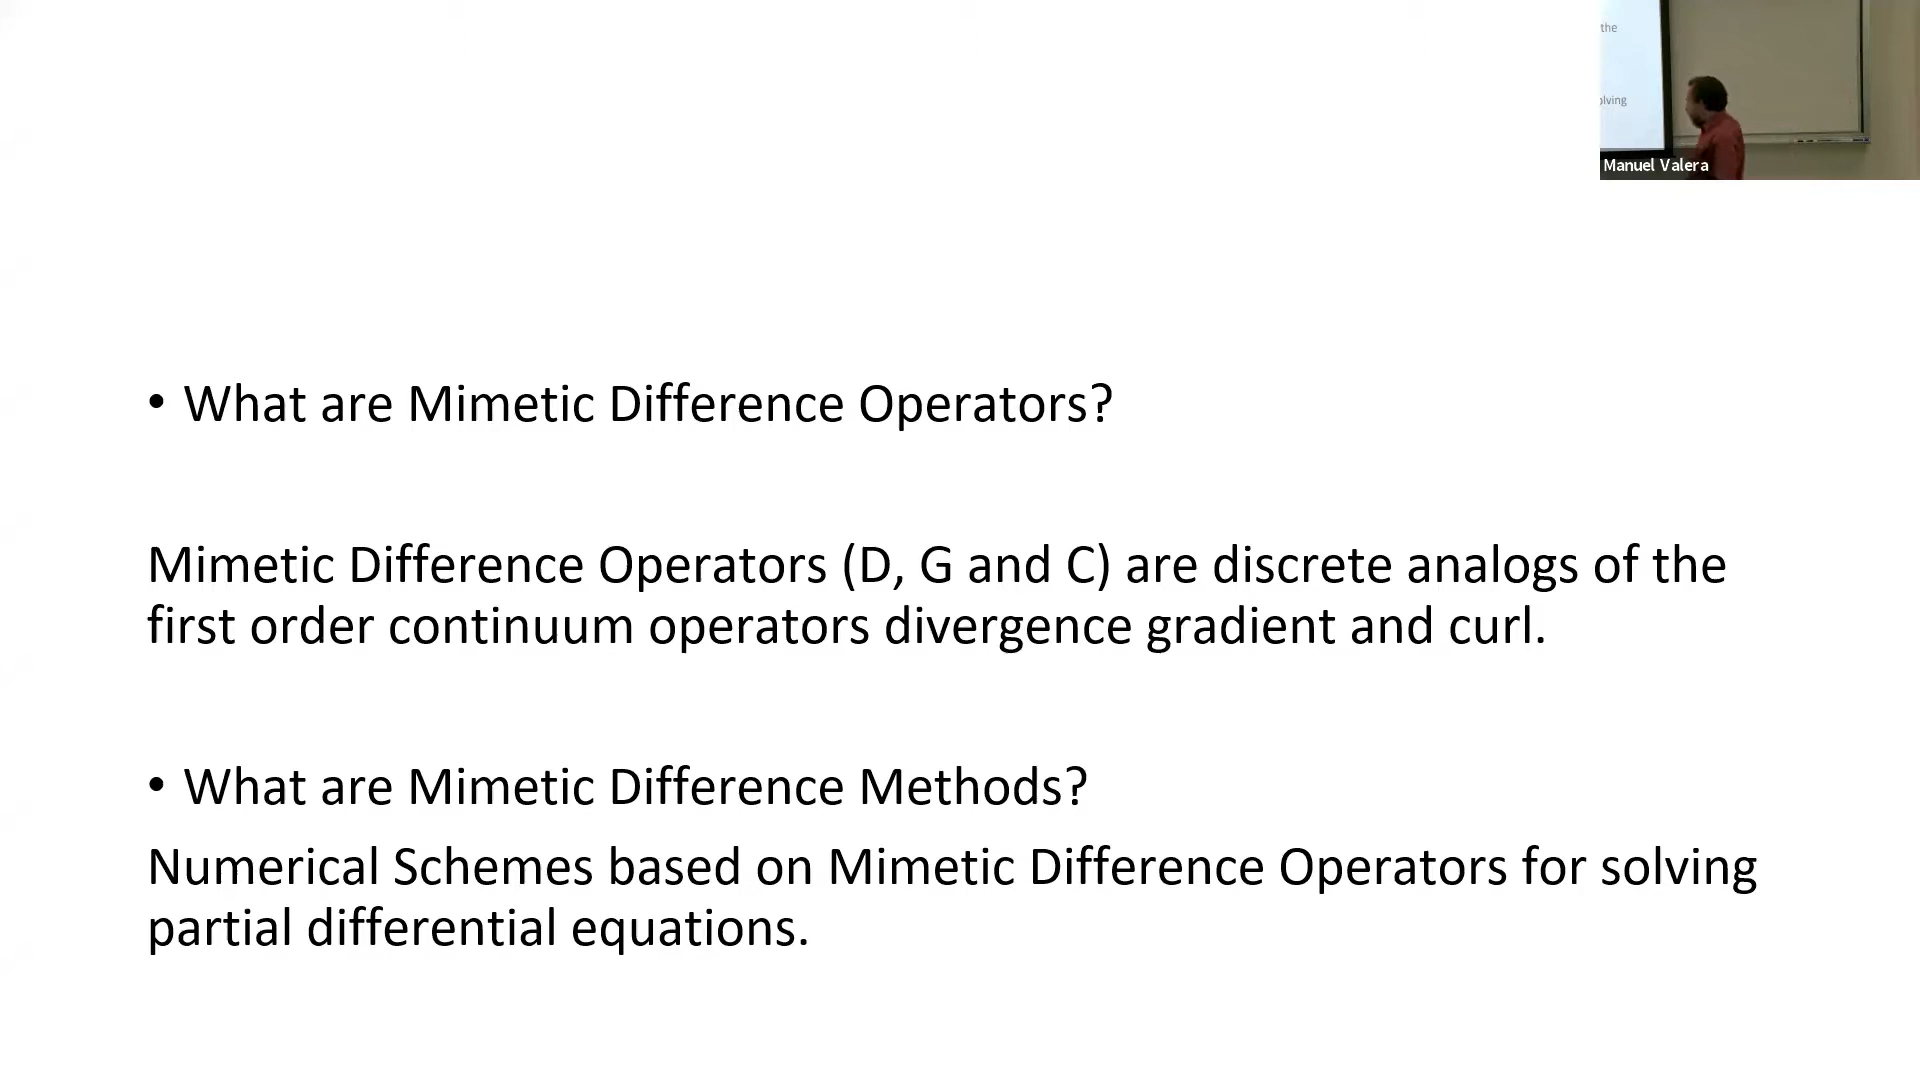 the
olving
Manuel Valera
• What are Mimetic Difference Operators?
Mimetic Difference Operators (D, G and C) are discrete analogs of the
first order continuum operators divergence gradient and curl.
• What are Mimetic Difference Methods?
Numerical Schemes based on Mimetic Difference Operators for solving
partial differential equations.